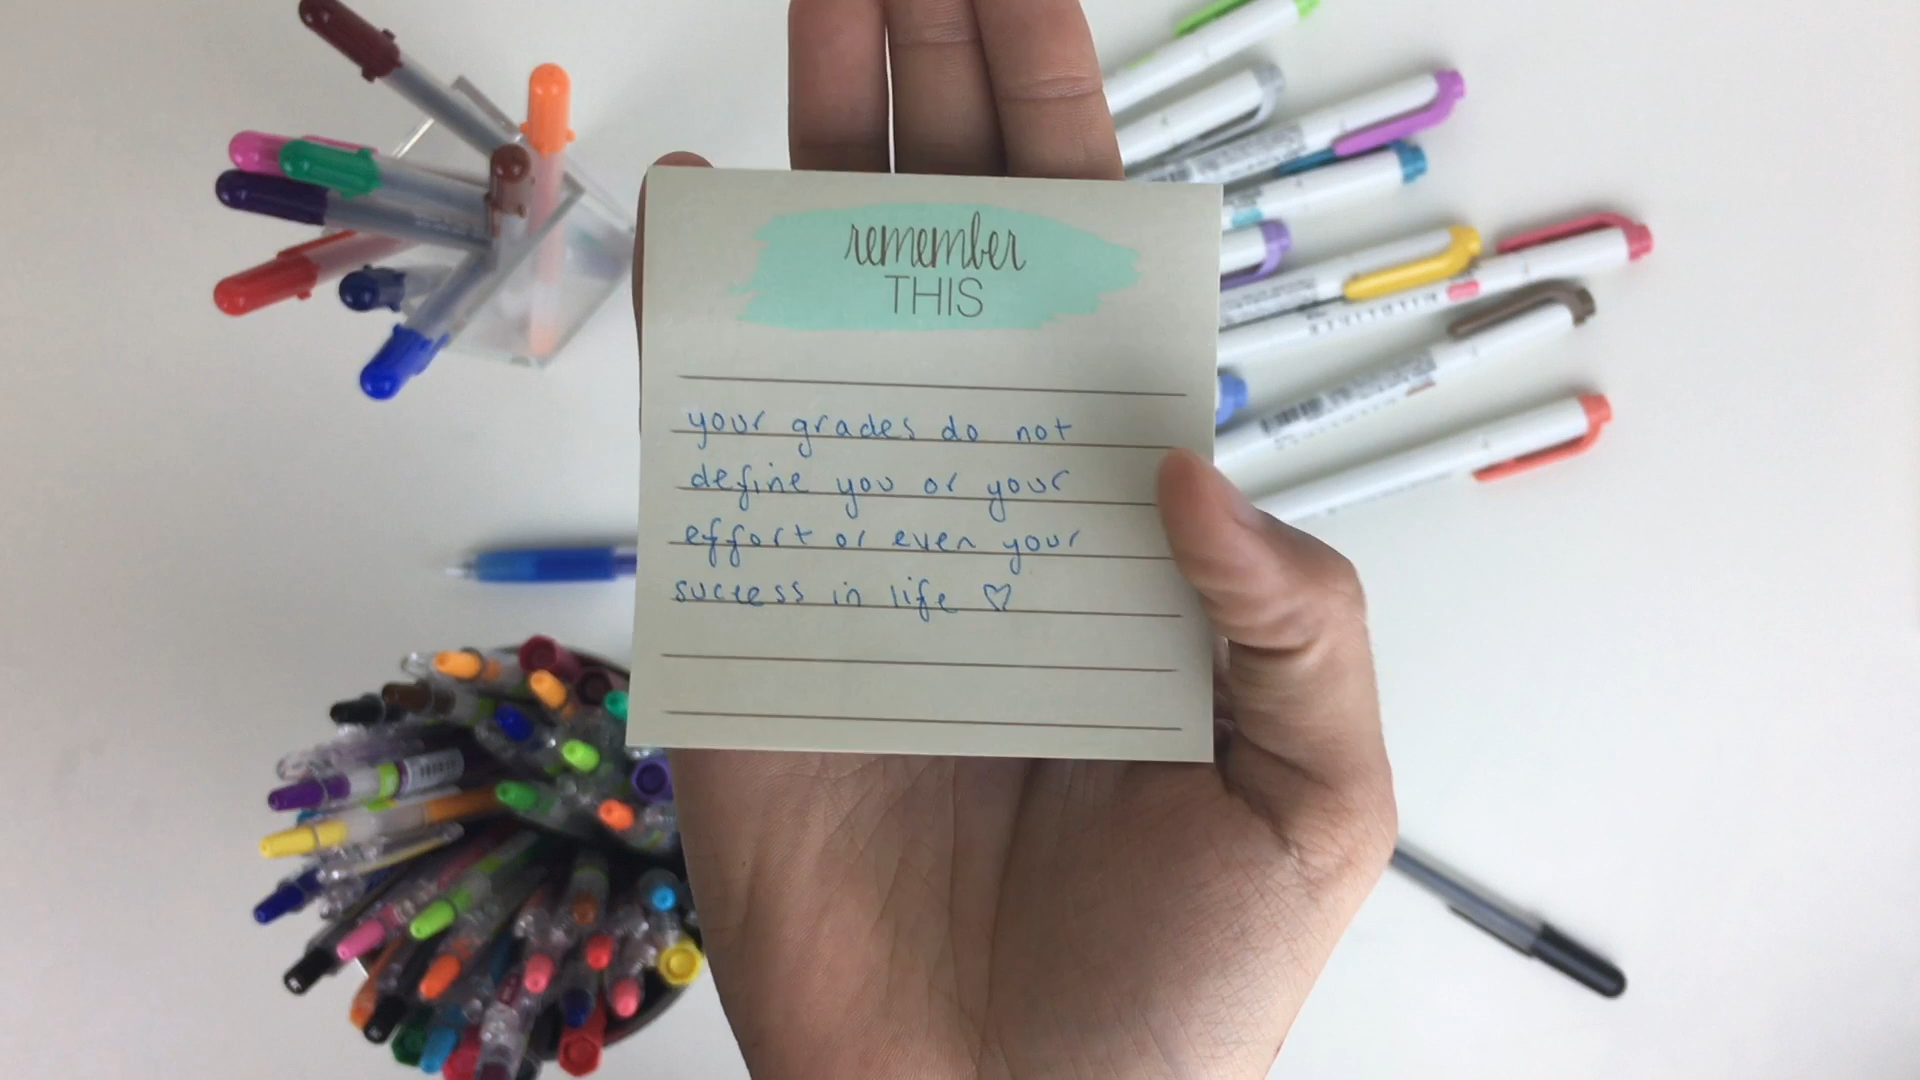 remember
THIS
your grades do not
define you or your
effort or even your
success in life ♡